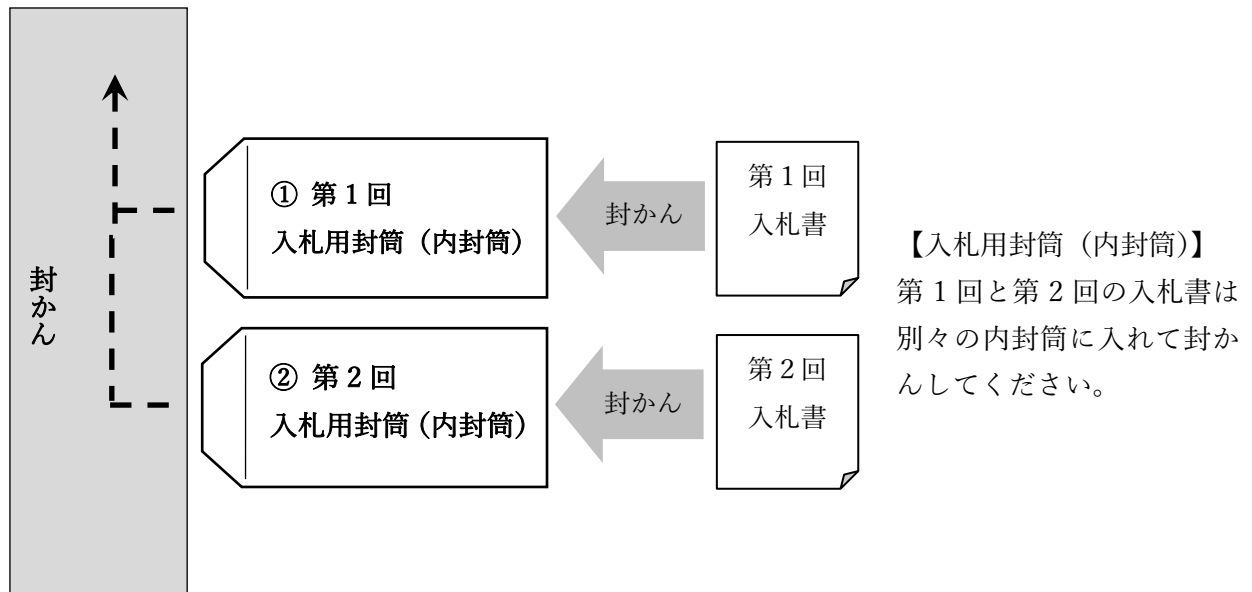 封かん
① 第1回
入札用封筒（内封筒）
封かん
第1回
入札書
② 第2回
入札用封筒（内封筒）
封かん
第2回
入札書
【入札用封筒（内封筒）】
第1回と第2回の入札書は
別々の内封筒に入れて封か
んしてください。